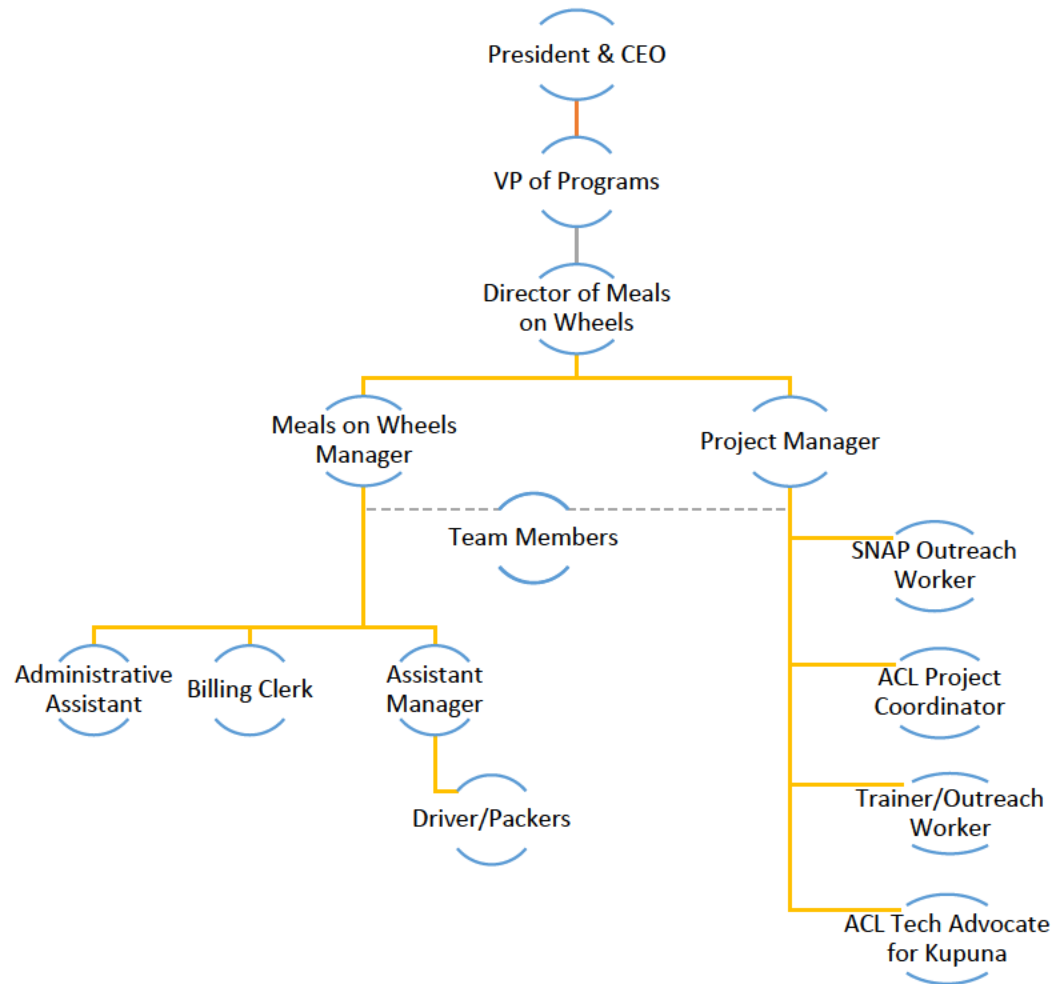 President & CEO
VP of Programs
Director of Meals
on Wheels
Meals on Wheels
Manager
Project Manager
Team Members
SNAP Outreach
Worker
Administrative
Assistant
Billing Clerk
Assistant
Manager
ACL Project
Coordinator
Driver/Packers
Trainer/Outreach
Worker
ACL Tech Advocate
for Kupuna